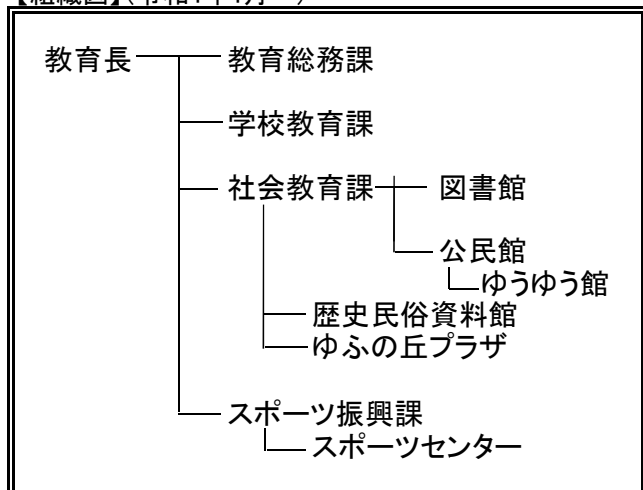 教育長 教育総務課
学校教育課
社会教育課 図書館
公民館
ゆうゆう館
歴史民俗資料館
ゆふの丘プラザ
スポーツ振興課
スポーツセンター